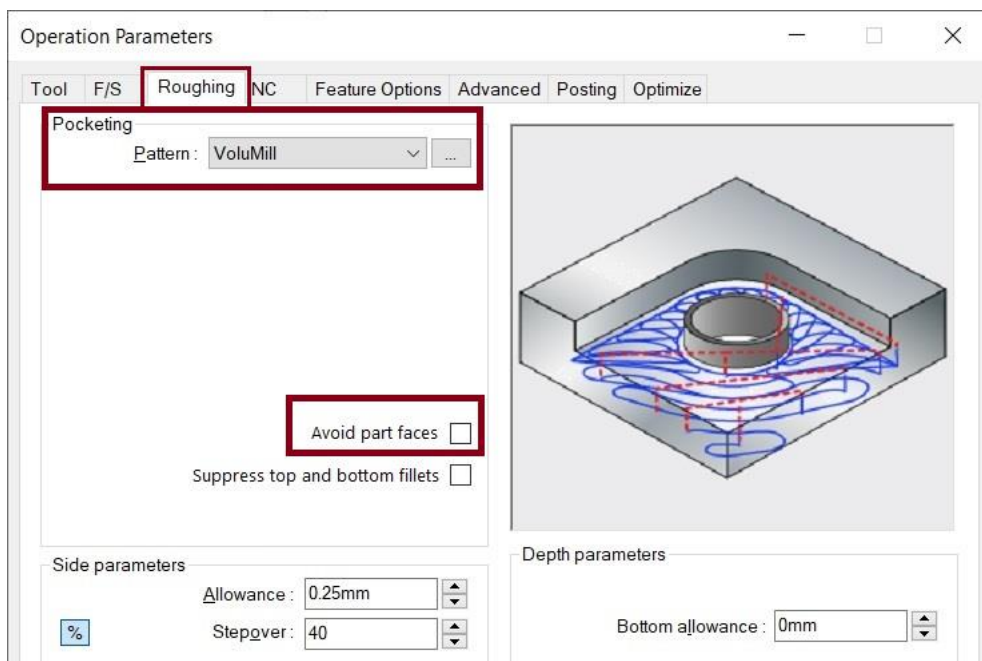 Operation Parameters
Tool F/S Roughing NC Feature Options Advanced Posting Optimize
Pocketing
Pattern : VoluMill ...
Avoid part faces
Suppress top and bottom fillets
Side parameters
Allowance : 0.25mm
% Stepover : 40
Depth parameters
Bottom allowance : 0mm